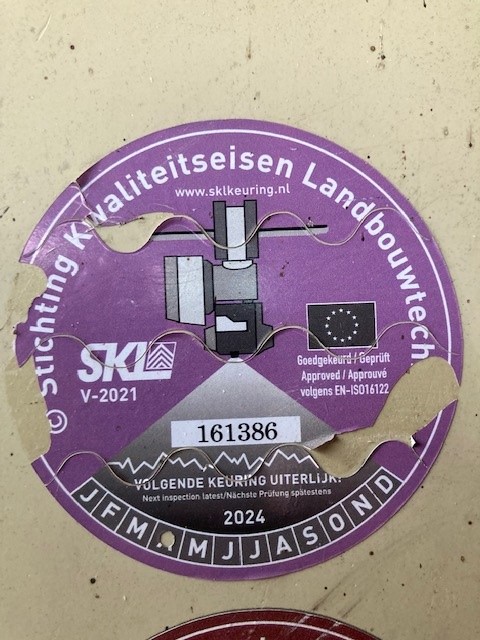 © Stichting Kwaliteitseisen Landbouwtech
www.sklkeuring.nl
SKL
V-2021
Goedgekeurd / Geprüft
Approved / Approuvé
volgens EN-ISO16122
161386
VOLGENDE KEURING UITERLIJK:
Next inspection latest/Nächste Prüfung spätestens
2024
J F M M J J A S O N D